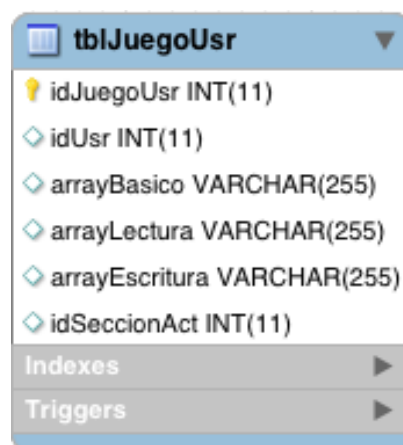 tblJuegoUsr
idJuegoUsr INT(11)
idUsr INT(11)
arrayBasico VARCHAR(255)
arrayLectura VARCHAR(255)
arrayEscritura VARCHAR(255)
idSeccionAct INT(11)
Indexes
Triggers